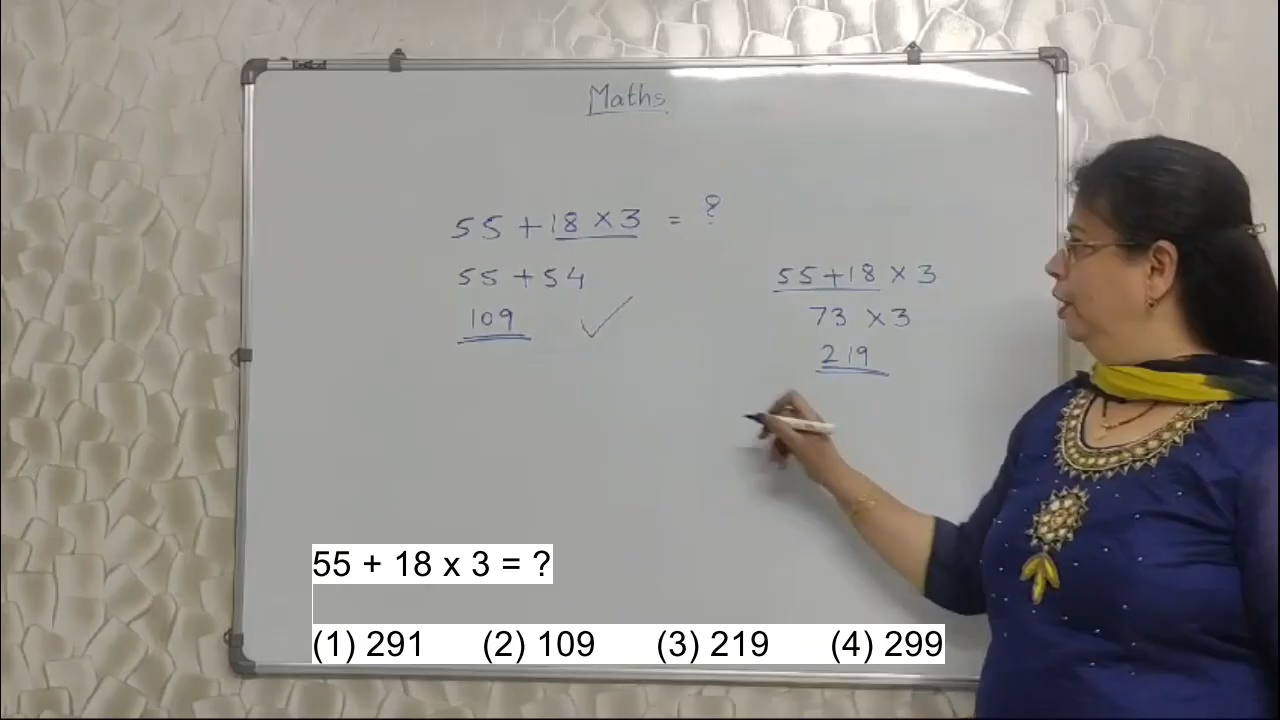 Maths
55 + 18 × 3 = ?
55 + 54
109 ✓
55 + 18 × 3
73 × 3
219
55 + 18 x 3 = ?
(1) 291 (2) 109 (3) 219 (4) 299